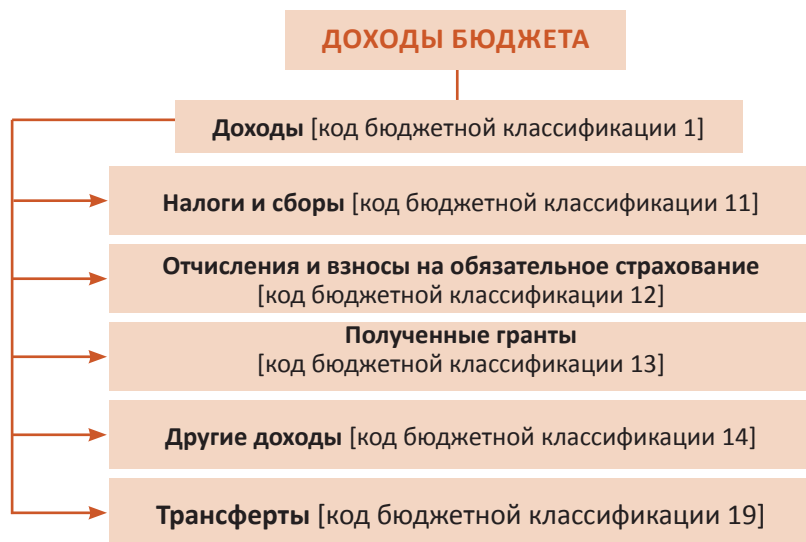 ДОХОДЫ БЮДЖЕТА
Доходы [код бюджетной классификации 1]
Налоги и сборы [код бюджетной классификации 11]
Отчисления и взносы на обязательное страхование
[код бюджетной классификации 12]
Полученные гранты
[код бюджетной классификации 13]
Другие доходы [код бюджетной классификации 14]
Трансферты [код бюджетной классификации 19]